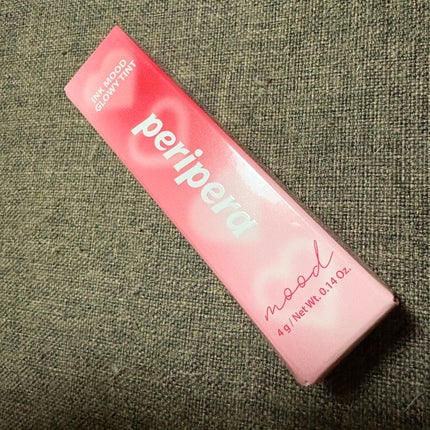 INK MOOD
GLOWY TINT
peripera
mood
4 g / Net Wt. 0.14 Oz.